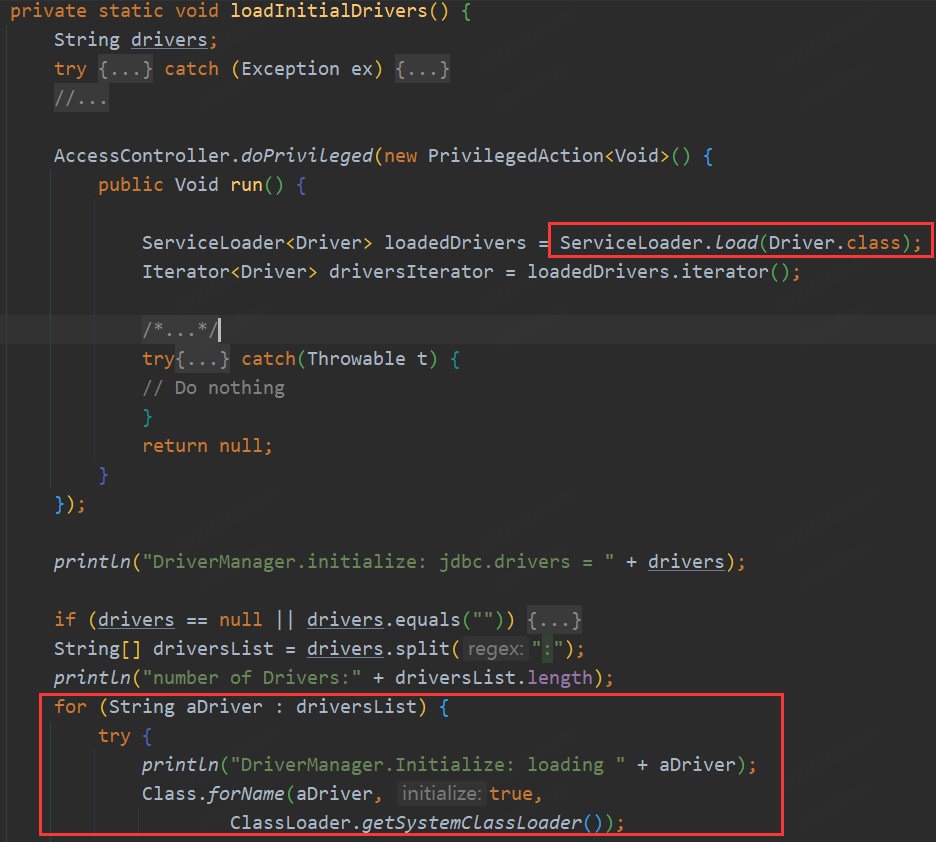 private static void loadInitialDrivers() {
String drivers;
try {...} catch (Exception ex) {...}
//...
AccessController.doPrivileged(new PrivilegedAction<Void>() {
public Void run() {
ServiceLoader<Driver> loadedDrivers = ServiceLoader.load(Driver.class);
Iterator<Driver> driversIterator = loadedDrivers.iterator();
/*...*/
try{...} catch(Throwable t) {
// Do nothing
}
return null;
}
});
println("DriverManager.initialize: jdbc.drivers = " + drivers);
if (drivers == null || drivers.equals("")) {...}
String[] driversList = drivers.split( regex: ":");
println("number of Drivers:" + driversList.length);
for (String aDriver : driversList) {
try {
println("DriverManager.Initialize: loading " + aDriver);
Class.forName(aDriver, initialize: true,
ClassLoader.getSystemClassLoader());